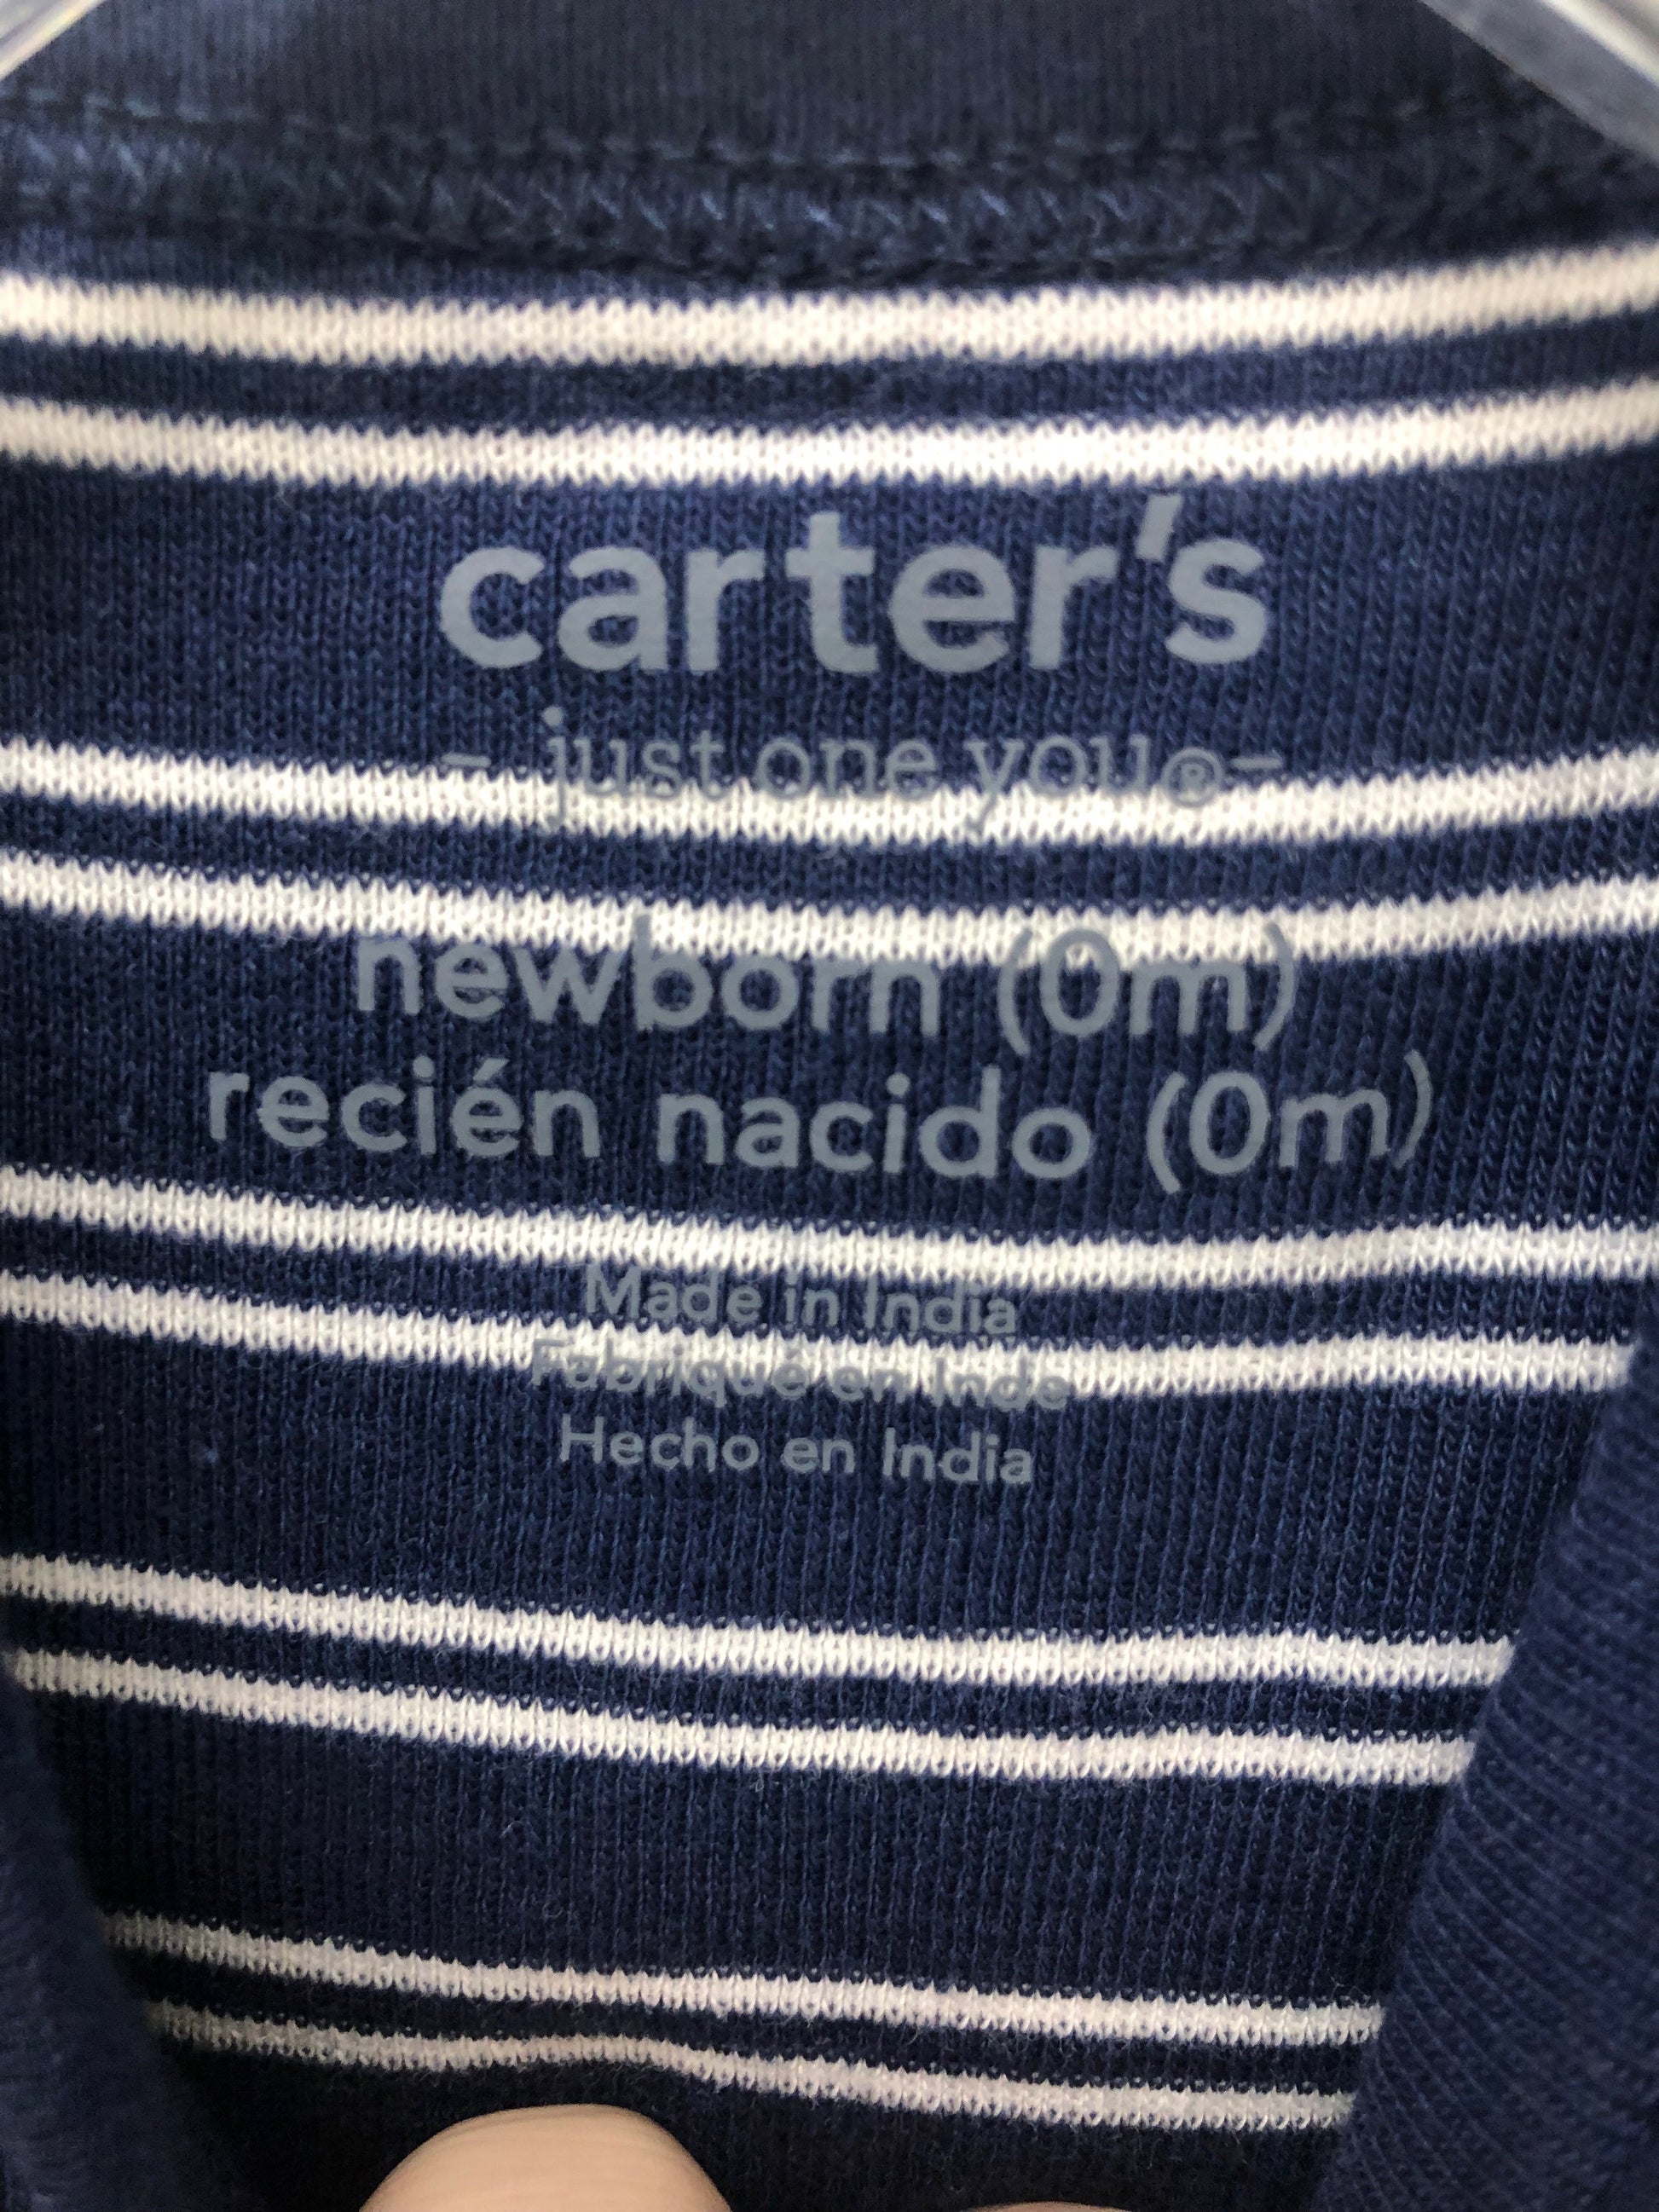 carter's
- just one you®-
newborn (0m)
recién nacido (0m)
Made in India
Fabriqué en Inde
Hecho en India